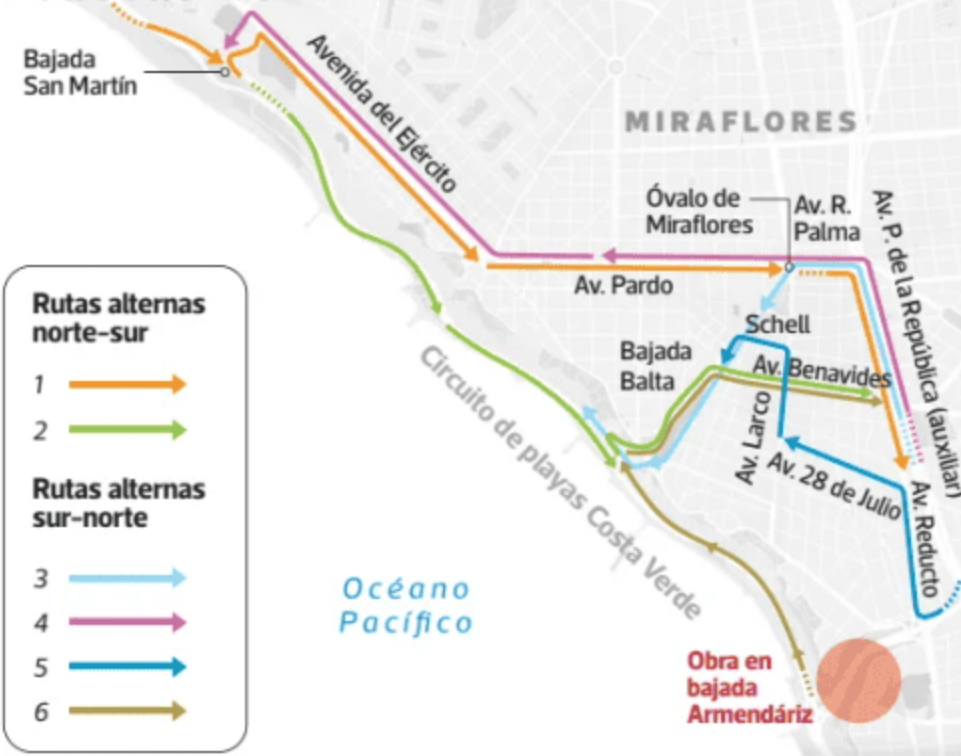 Bajada
San Martín
Avenida del Ejército
MIRAFLORES
Óvalo de
Miraflores
Av. R.
Palma
Av. P. de la República (auxiliar)
Av. Pardo
Schell
Bajada
Balta
Av. Benavides
Av. Larco
Av. 28 de Julio
Av. Reducto
Circuito de playas Costa Verde
Océano
Pacífico
Obra en
bajada
Armendáriz
Rutas alternas
norte-sur
1
2
Rutas alternas
sur-norte
3
4
5
6